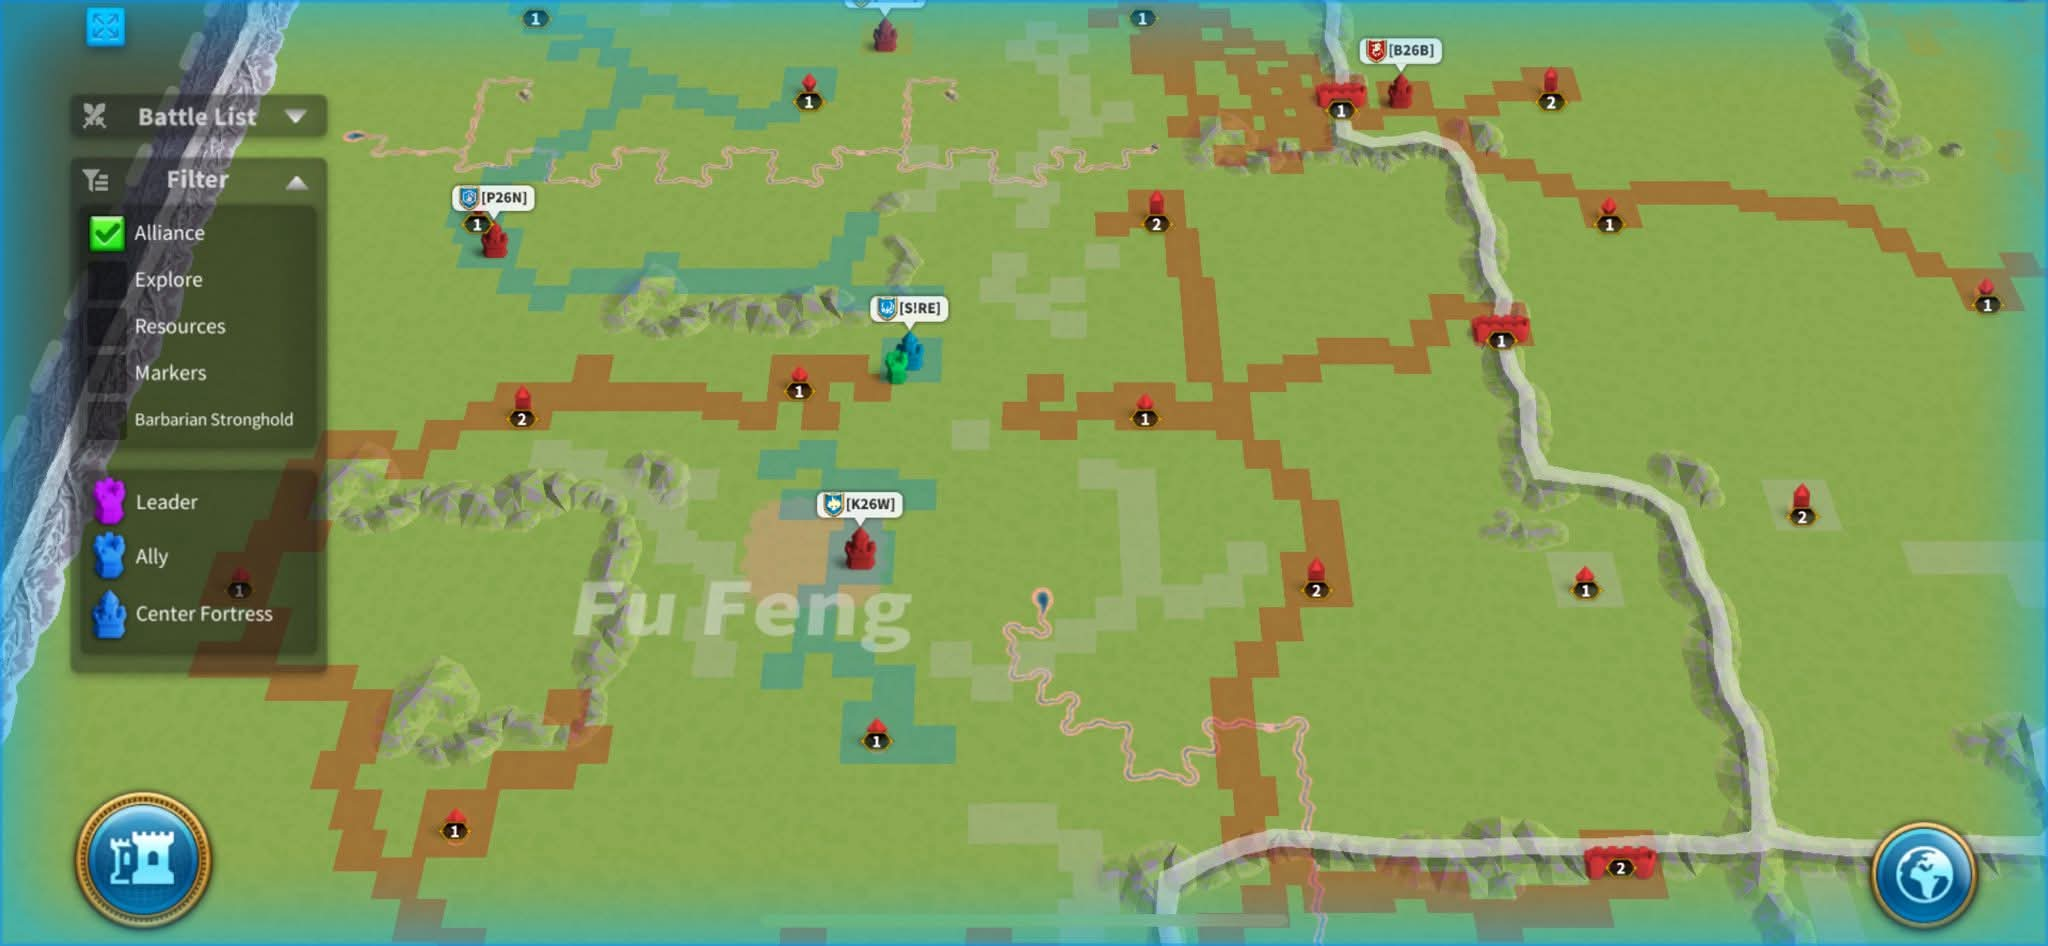 1
1
[B26B]
1
1
2
Battle List
Filter
[P26N]
1
2
1
Alliance
Explore
1
[S!RE]
Resources
1
Markers
1
2
1
Barbarian Stronghold
Leader
[K26W]
2
Ally
1
1
2
Center Fortress
Fu Feng
1
1
2